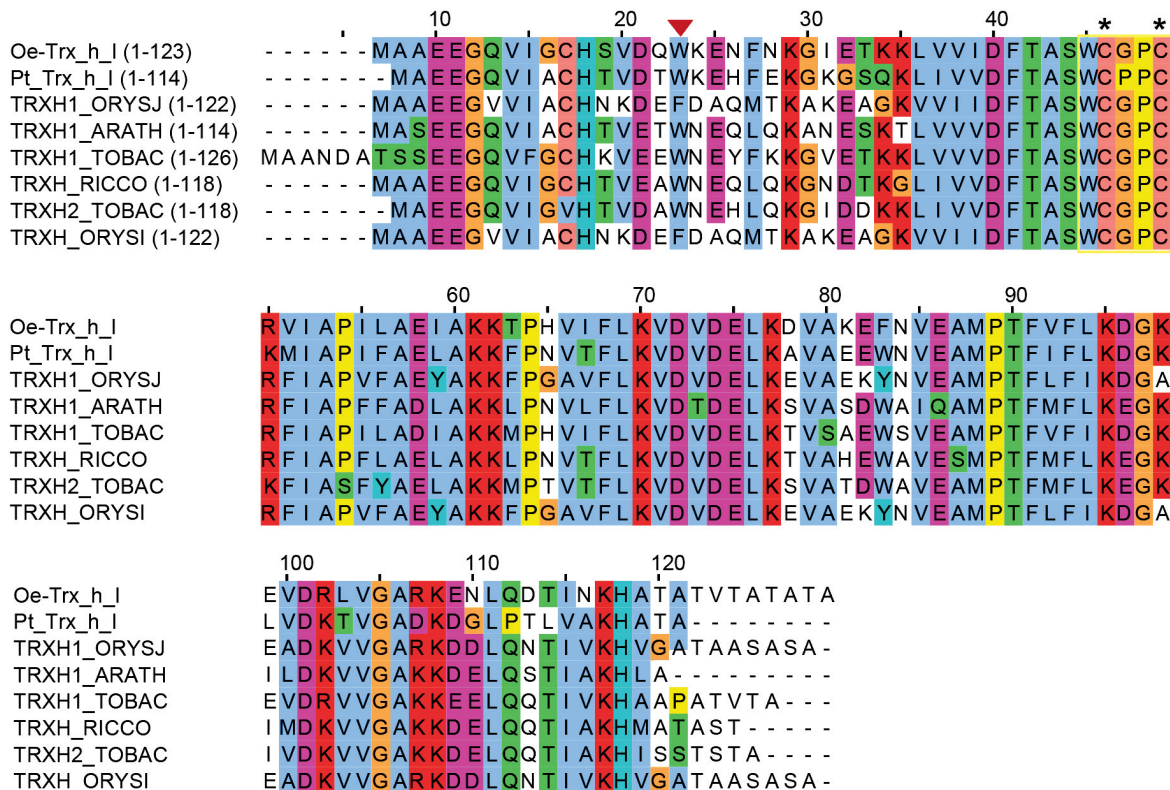 10 20 30 40 * *
Oe-Trx_h_I (1-123) ------MAAEEGQVIGCHSVDQWKENFNKGIETKKLVVIDFTASWCGPC
Pt_Trx_h_I (1-114) -------MAEEGQVIACHTVDTWKEHFEKGKGSQKLIVVDFTASWCPPC
TRXH1_ORYSJ (1-122) ------MAAEEGVVIACHNKDEFDAQMTKAKEAGKVVIIDFTASWCGPC
TRXH1_ARATH (1-114) ------MASEEGQVIACHTVETWNEQLQKANESKTLVVVDFTASWCGPC
TRXH1_TOBAC (1-126) MAANDATSSEEGQVFGCHKVEEWNEYFKKGVETKKLVVVDFTASWCGPC
TRXH_RICCO (1-118) ------MAAEEGQVIGCHTVEAWNEQLQKGNDTKGLIVVDFTASWCGPC
TRXH2_TOBAC (1-118) -------MAEEGQVIGVHTVDAWNEHLQKGIDDKKLIVVDFTASWCGPC
TRXH_ORYSI (1-122) ------MAAEEGVVIACHNKDEFDAQMTKAKEAGKVVIIDFTASWCGPC
60 70 80 90
Oe-Trx_h_I RVIAPILAEIAKKTPHVIFLKVDVDELKDVAKEFNVEAMPTFVFLKDGK
Pt_Trx_h_I KMIAPIFAELAKKFPNVTFLKVDVDELKAVAEEWNVEAMPTFIFLKDGK
TRXH1_ORYSJ RFIAPVFAEYAKKFPGAVFLKVDVDELKEVAEKYNVEAMPTFLFIKDGA
TRXH1_ARATH RFIAPFFADLAKKLPNVLFLKVDTDELKSVASDWAIQAMPTFMFLKEGK
TRXH1_TOBAC RFIAPILADIAKKMPHVIFLKVDVDELKTVSAEWSVEAMPTFVFIKDGK
TRXH_RICCO RFIAPFLAELAKKLPNVTFLKVDVDELKTVAHEWAVESMPTFMFLKEGK
TRXH2_TOBAC KFIASFYAELAKKMPTVTFLKVDVDELKSVATDWAVEAMPTFMFLKEGK
TRXH_ORYSI RFIAPVFAEYAKKFPGAVFLKVDVDELKEVAEKYNVEAMPTFLFIKDGA
100 110 120
Oe-Trx_h_I EVDRLVGARKENLQDTINKHATATVTATATA
Pt_Trx_h_I LVDKTVGADKDGLPTLVAKHATA--------
TRXH1_ORYSJ EADKVVGARKDDLQNTIVKHVGATAASASA-
TRXH1_ARATH ILDKVVGAKKDELQSTIAKHLA---------
TRXH1_TOBAC EVDRVVGAKKEELQQTIVKHAAPATVTA---
TRXH_RICCO IMDKVVGAKKDELQQTIAKHMATAST-----
TRXH2_TOBAC IVDKVVGAKKDELQQTIAKHISSTSTA----
TRXH_ORYSI EADKVVGARKDDLQQTIVKHVGATAASASA-